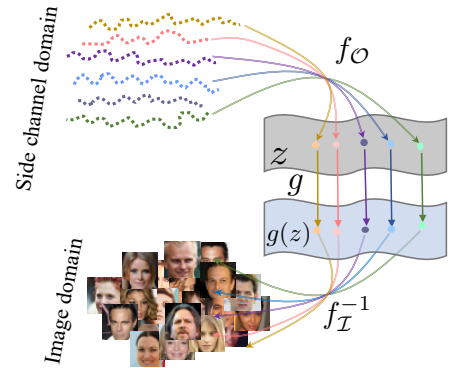 Side channel domain
f_𝒪
z
g
g(z)
f_ℐ^{-1}
Image domain